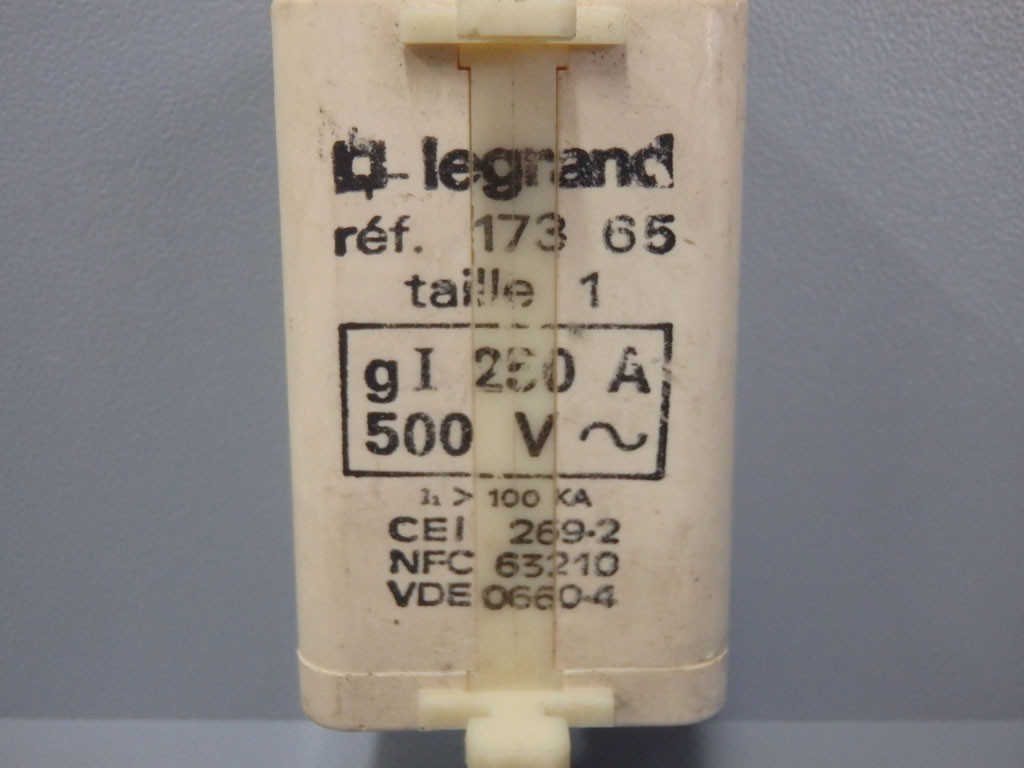 legrand
réf. 173 65
taille 1
gI 250 A
500 V ~
I₁ > 100 KA
CEI 269-2
NFC 63210
VDE 0660-4